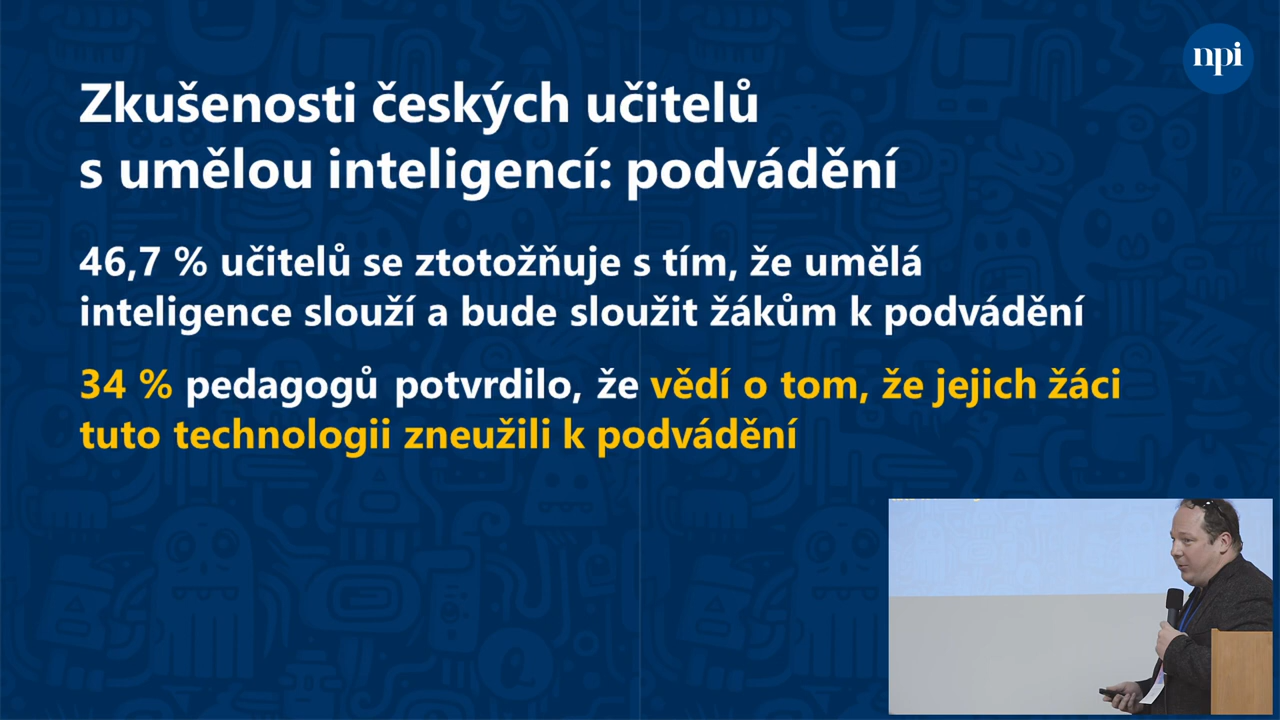 npi
Zkušenosti českých učitelů
s umělou inteligencí: podvádění
46,7 % učitelů se ztotožňuje s tím, že umělá
inteligence slouží a bude sloužit žákům k podvádění
34 % pedagogů potvrdilo, že vědí o tom, že jejich žáci
tuto technologii zneužili k podvádění